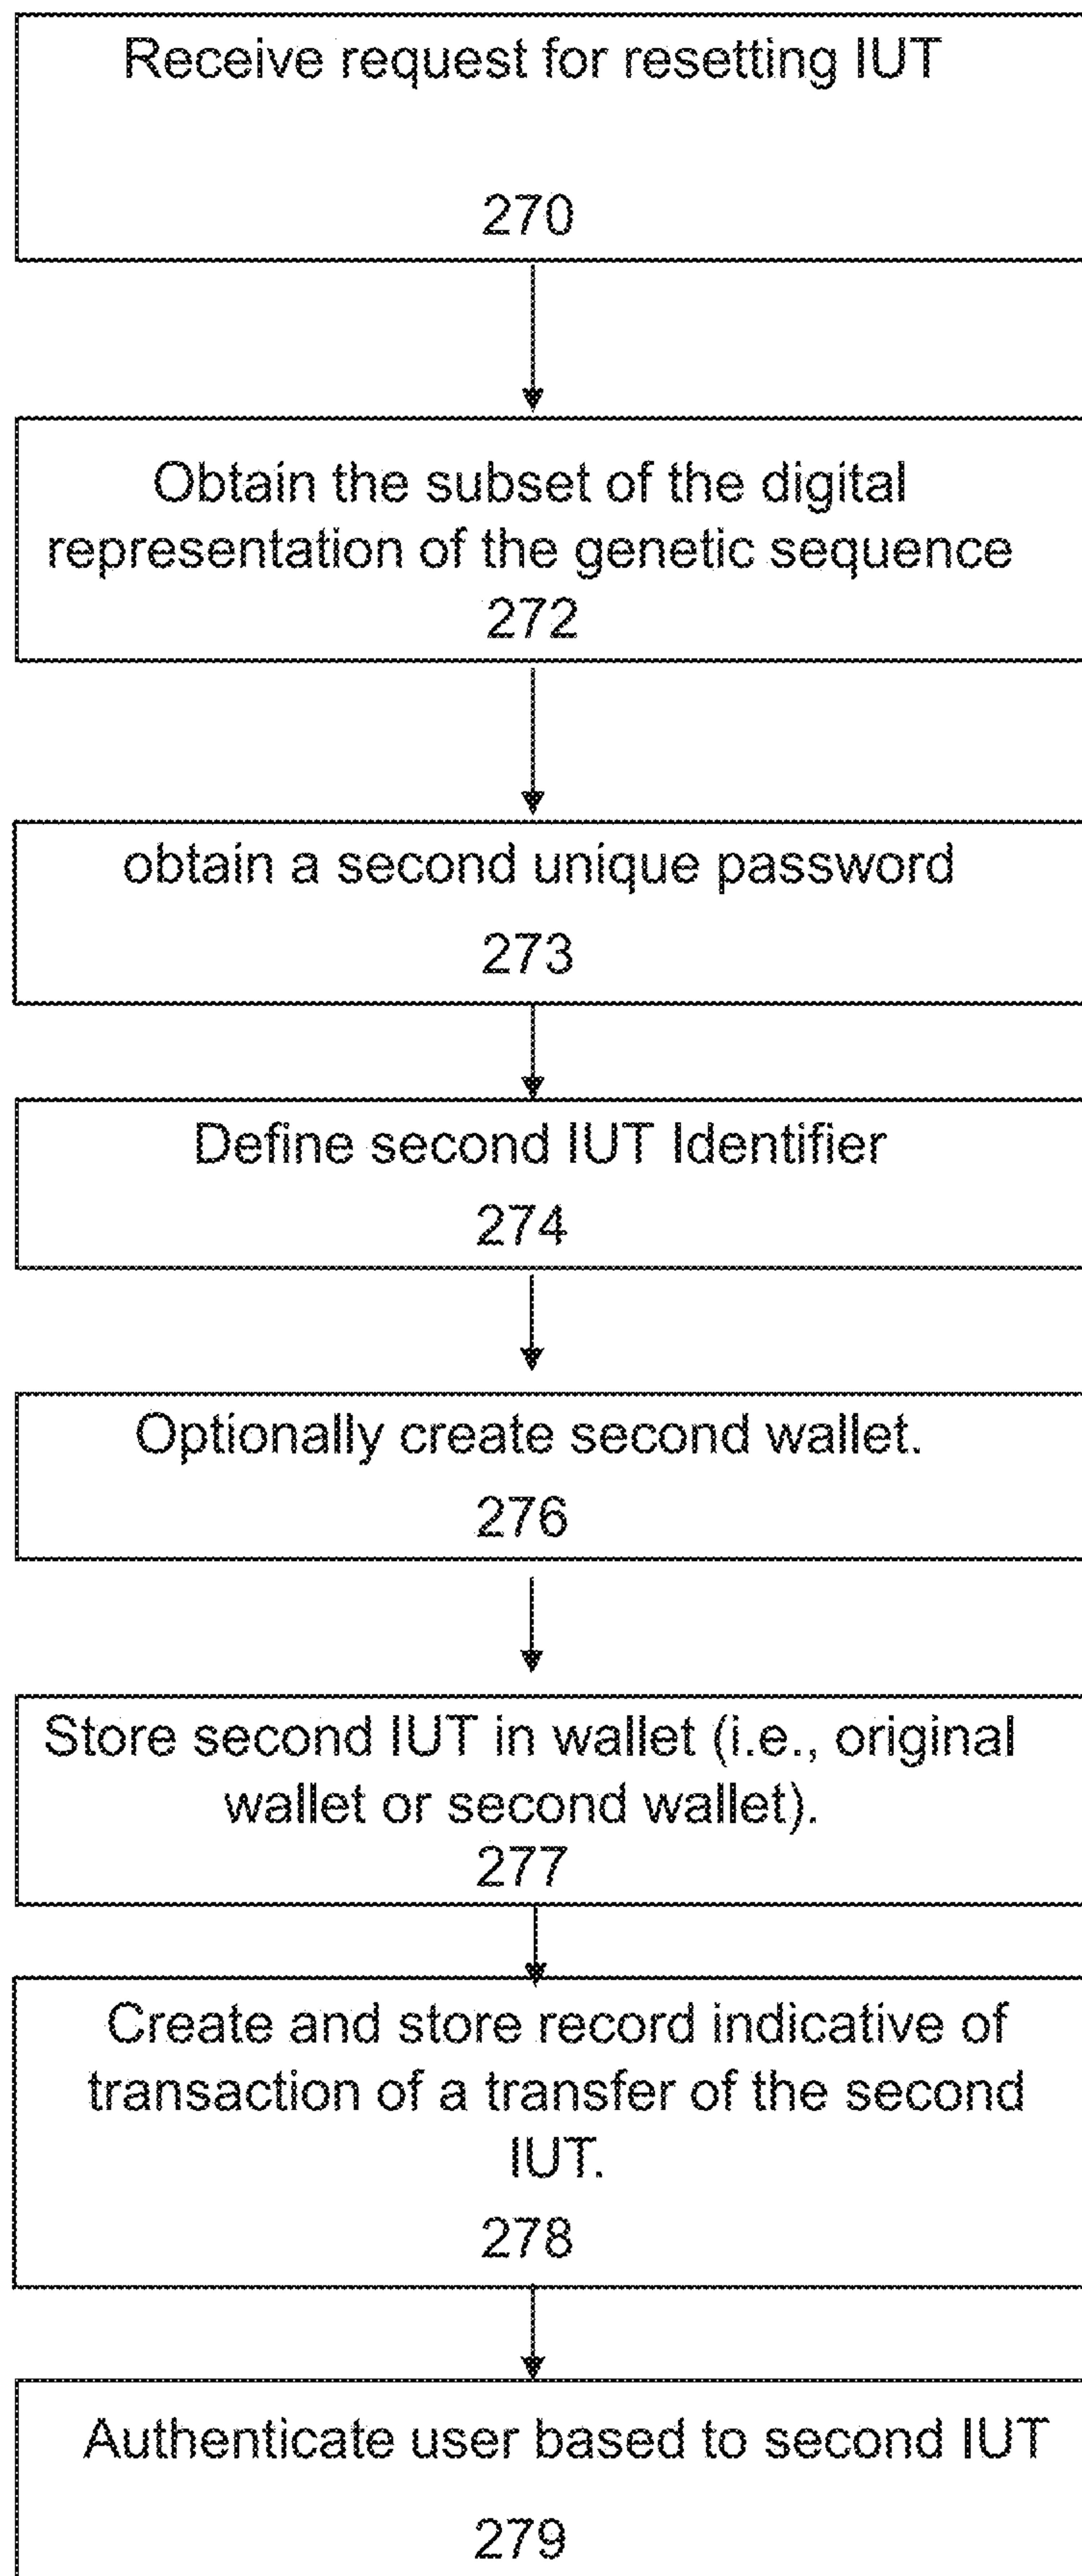 Receive request for resetting IUT
270
Obtain the subset of the digital
representation of the genetic sequence
272
obtain a second unique password
273
Define second IUT Identifier
274
Optionally create second wallet.
276
Store second IUT in wallet (i.e., original
wallet or second wallet).
277
Create and store record indicative of
transaction of a transfer of the second
IUT.
278
Authenticate user based to second IUT
279